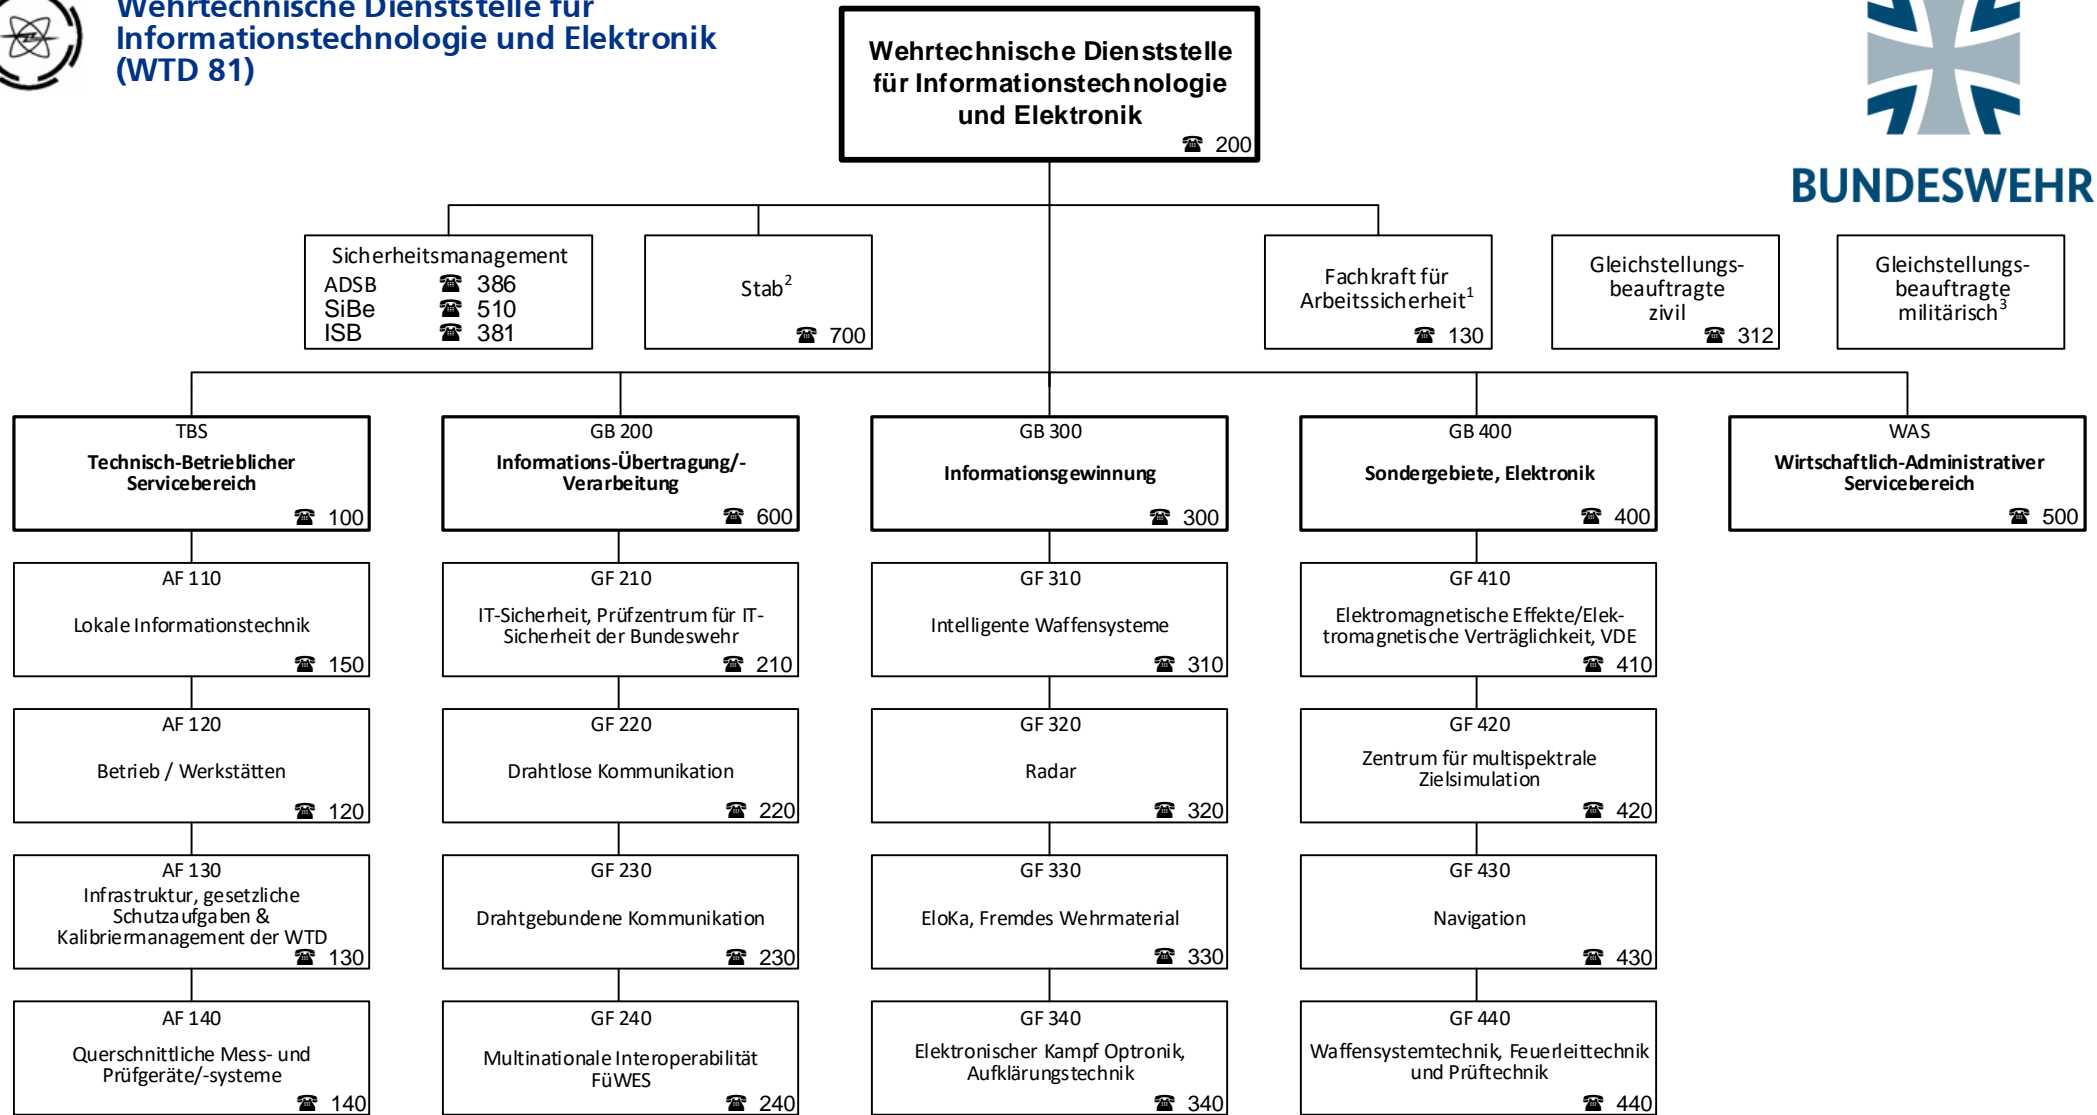 Wehrtechnische Dienststelle für
Informationstechnologie und Elektronik
(WTD 81)
Wehrtechnische Dienststelle
für Informationstechnologie
und Elektronik
☎ 200
BUNDESWEHR
Sicherheitsmanagement
ADSB ☎ 386
SiBe ☎ 510
ISB ☎ 381
Stab²
☎ 700
Fachkraft für
Arbeitssicherheit¹
☎ 130
Gleichstellungs-
beauftragte
zivil
☎ 312
Gleichstellungs-
beauftragte
militärisch³
TBS
Technisch-Betrieblicher
Servicebereich
☎ 100
GB 200
Informations-Übertragung/-
Verarbeitung
☎ 600
GB 300
Informationsgewinnung
☎ 300
GB 400
Sondergebiete, Elektronik
☎ 400
WAS
Wirtschaftlich-Administrativer
Servicebereich
☎ 500
AF 110
Lokale Informationstechnik
☎ 150
GF 210
IT-Sicherheit, Prüfzentrum für IT-
Sicherheit der Bundeswehr
☎ 210
GF 310
Intelligente Waffensysteme
☎ 310
GF 410
Elektromagnetische Effekte/Elek-
tromagnetische Verträglichkeit, VDE
☎ 410
AF 120
Betrieb / Werkstätten
☎ 120
GF 220
Drahtlose Kommunikation
☎ 220
GF 320
Radar
☎ 320
GF 420
Zentrum für multispektrale
Zielsimulation
☎ 420
AF 130
Infrastruktur, gesetzliche
Schutzaufgaben &
Kalibriermanagement der WTD
☎ 130
GF 230
Drahtgebundene Kommunikation
☎ 230
GF 330
EloKa, Fremdes Wehrmaterial
☎ 330
GF 430
Navigation
☎ 430
AF 140
Querschnittliche Mess- und
Prüfgeräte/-systeme
☎ 140
GF 240
Multinationale Interoperabilität
FüWES
☎ 240
GF 340
Elektronischer Kampf Optronik,
Aufklärungstechnik
☎ 340
GF 440
Waffensystemtechnik, Feuerleittechnik
und Prüftechnik
☎ 440